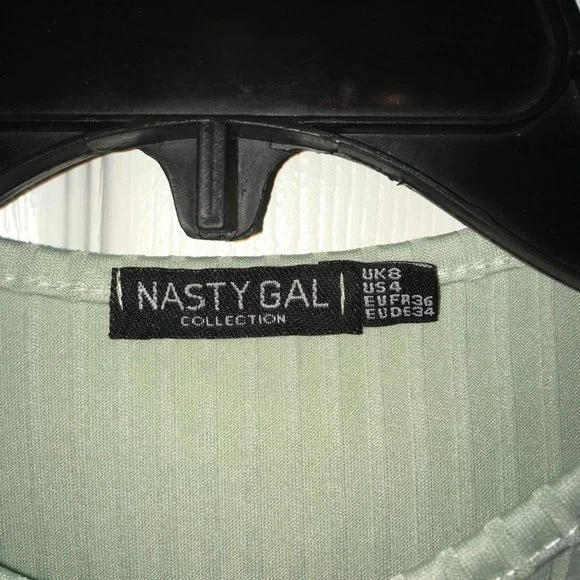 NASTY GAL
COLLECTION
UK8
US4
EUFR36
EUDE34